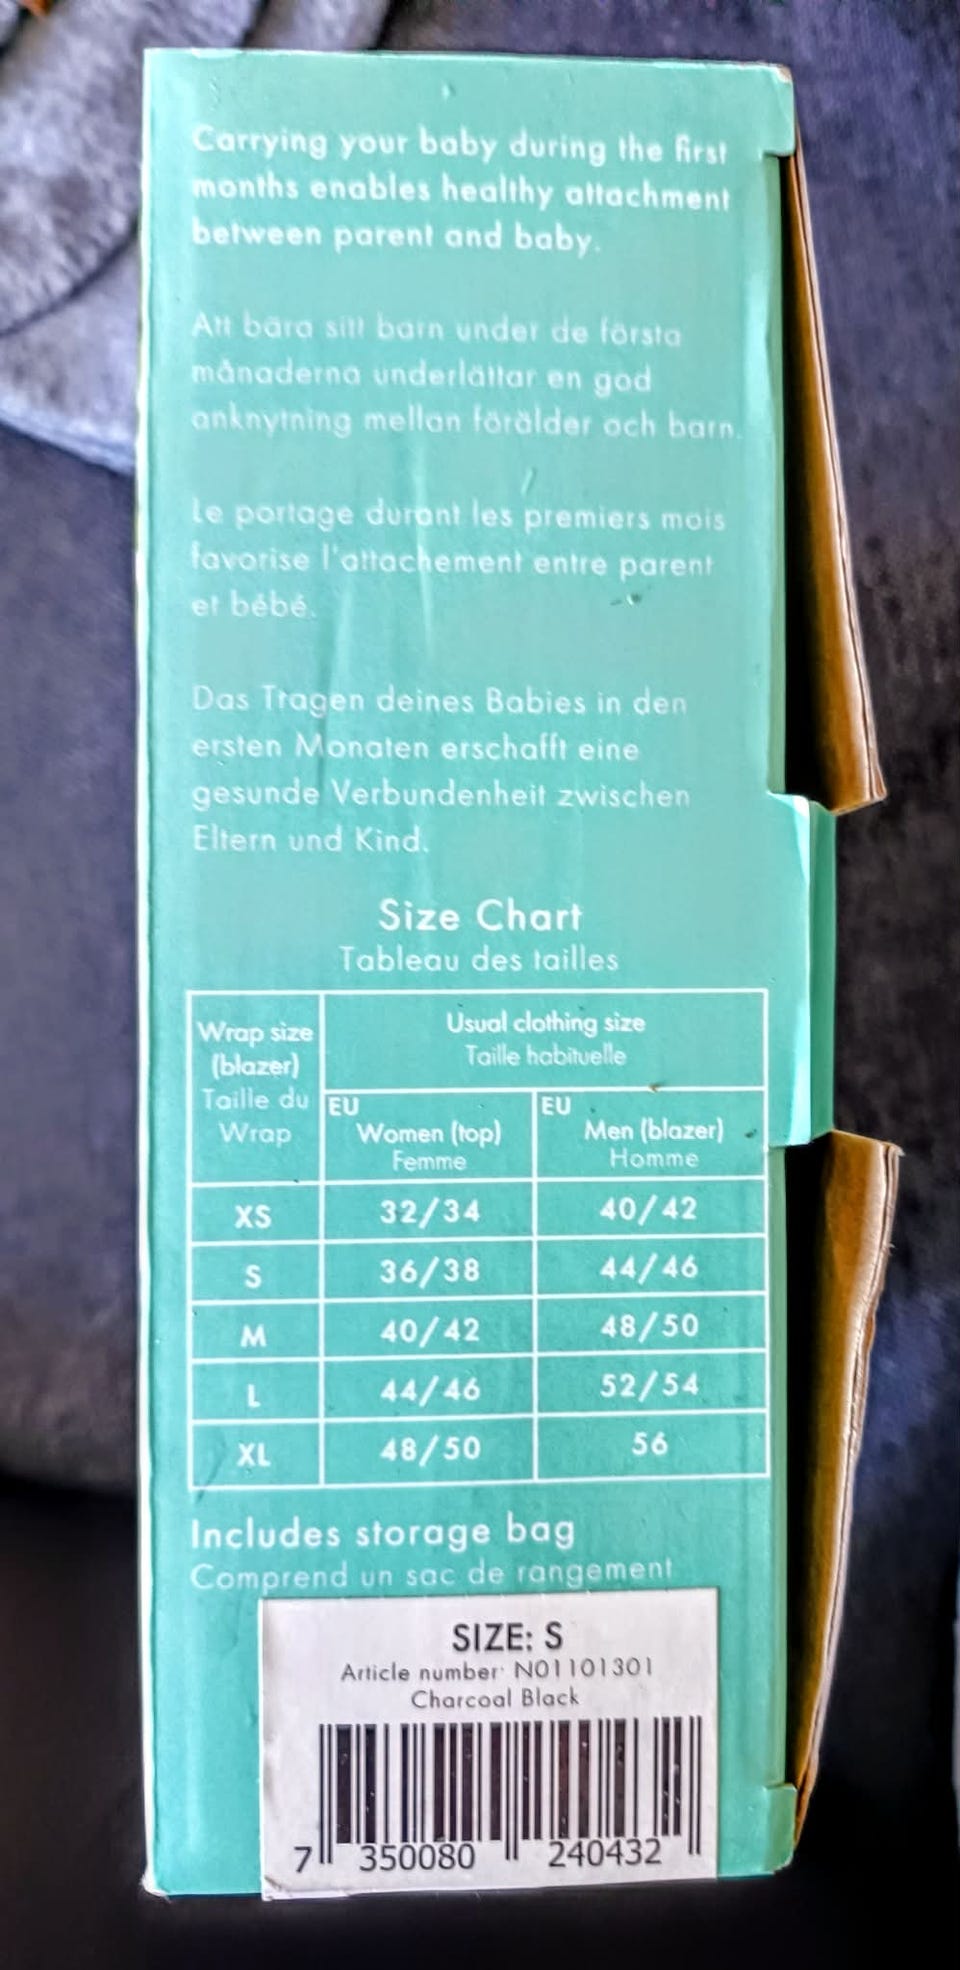 Carrying your baby during the first
months enables healthy attachment
between parent and baby.
Att bära sitt barn under de första
månaderna underlättar en god
anknytning mellan förälder och barn.
Le portage durant les premiers mois
favorise l'attachement entre parent
et bébé.
Das Tragen deines Babies in den
ersten Monaten erschafft eine
gesunde Verbundenheit zwischen
Eltern und Kind.
Size Chart
Tableau des tailles
Wrap size
(blazer)
Taille du
Wrap
Usual clothing size
Taille habituelle
EU
Women (top)
Femme
EU
Men (blazer)
Homme
XS 32/34 40/42
S 36/38 44/46
M 40/42 48/50
L 44/46 52/54
XL 48/50 56
Includes storage bag
Comprend un sac de rangement
SIZE: S
Article number: N01101301
Charcoal Black
7 350080 240432